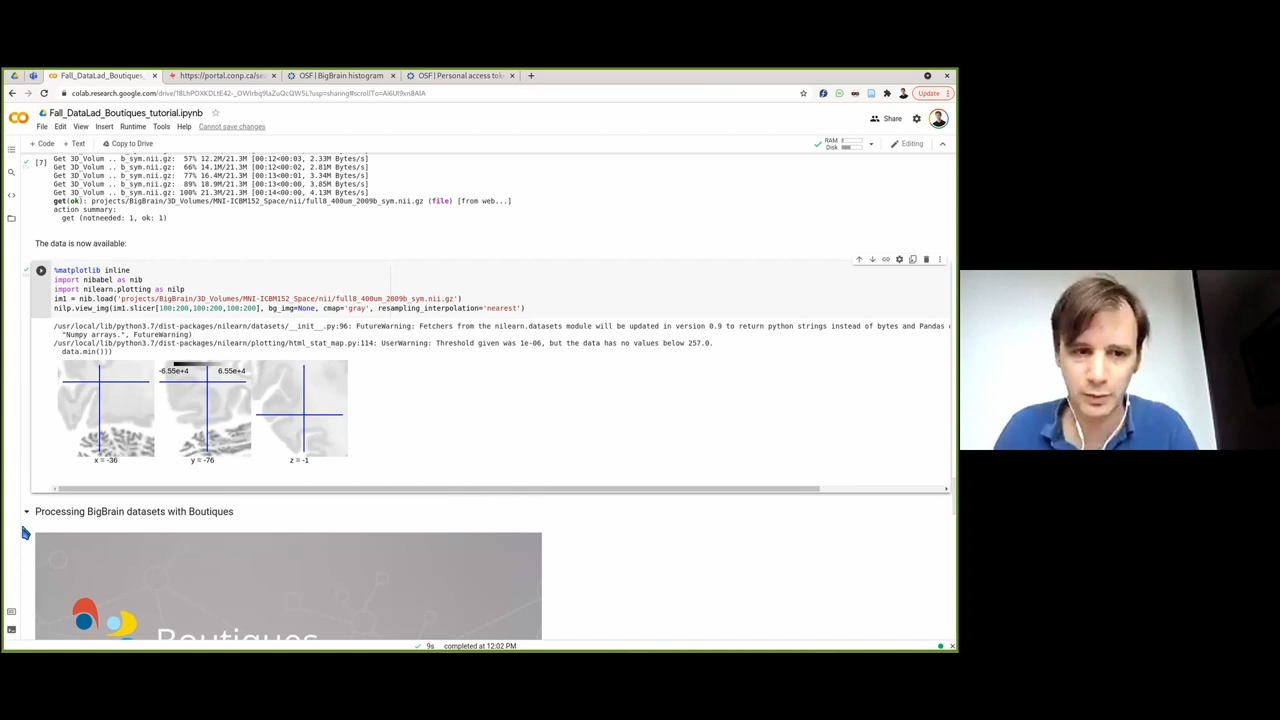 Fall_DataLad_Boutiques_
https://portal.conp.ca/se
OSF | BigBrain histogram
OSF | Personal access tok
Update
Fall_DataLad_Boutiques_tutorial.ipynb
File Edit View Insert Runtime Tools Help Cannot save changes
Share
+ Code + Text Copy to Drive
RAM
Disk
Editing
[7]
Get 3D_Volum .. b_sym.nii.gz: 57% 12.2M/21.3M [00:12<00:03, 2.33M Bytes/s]
Get 3D_Volum .. b_sym.nii.gz: 66% 14.1M/21.3M [00:12<00:02, 2.81M Bytes/s]
Get 3D_Volum .. b_sym.nii.gz: 77% 16.4M/21.3M [00:13<00:01, 3.34M Bytes/s]
Get 3D_Volum .. b_sym.nii.gz: 89% 18.9M/21.3M [00:13<00:00, 3.85M Bytes/s]
Get 3D_Volum .. b_sym.nii.gz: 100% 21.3M/21.3M [00:14<00:00, 4.13M Bytes/s]
get(ok): projects/BigBrain/3D_Volumes/MNI-ICBM152_Space/nii/full8_400um_2009b_sym.nii.gz (file) [from web...]
action summary:
get (notneeded: 1, ok: 1)
The data is now available:
%matplotlib inline
import nibabel as nib
import nilearn.plotting as nilp
im1 = nib.load('projects/BigBrain/3D_Volumes/MNI-ICBM152_Space/nii/full8_400um_2009b_sym.nii.gz')
nilp.view_img(im1.slicer[100:200,100:200,100:200], bg_img=None, cmap='gray', resampling_interpolation='nearest')
/usr/local/lib/python3.7/dist-packages/nilearn/datasets/__init__.py:96: FutureWarning: Fetchers from the nilearn.datasets module will be updated in version 0.9 to return python strings instead of bytes and Pandas
"Numpy arrays.", FutureWarning)
/usr/local/lib/python3.7/dist-packages/nilearn/plotting/html_stat_map.py:114: UserWarning: Threshold given was 1e-06, but the data has no values below 257.0.
data.min()))
-6.55e+4 6.55e+4
x = -36 y = -76 z = -1
Processing BigBrain datasets with Boutiques
Boutiques
9s completed at 12:02 PM